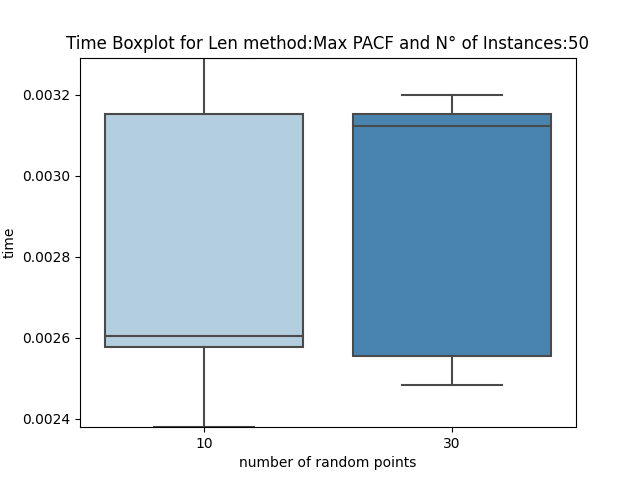 Time Boxplot for Len method:Max PACF and N° of Instances:50
0.0032
0.0030
0.0028
0.0026
0.0024
time
10 30
number of random points